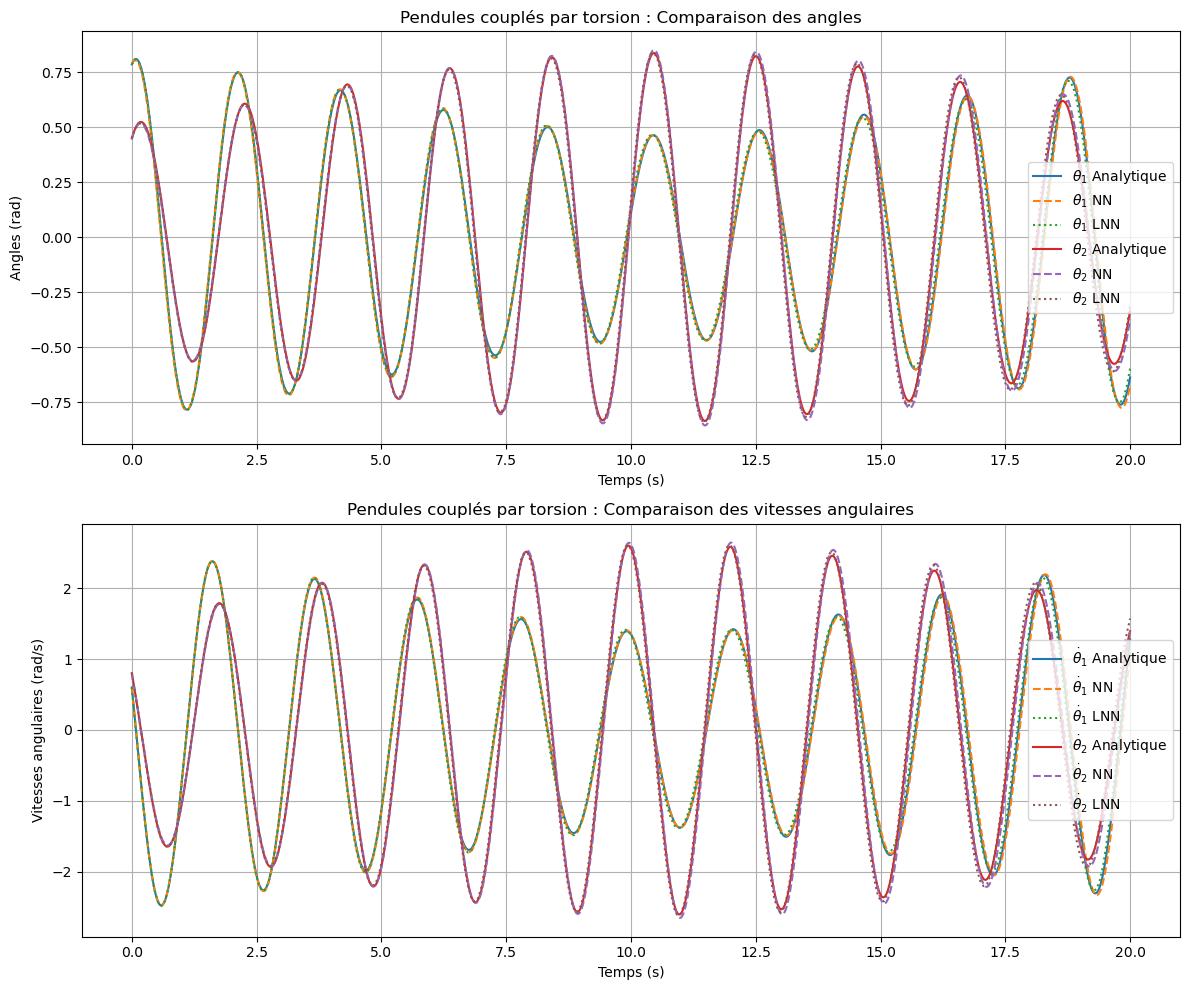 Pendules couplés par torsion : Comparaison des angles
Angles (rad)
0.75
0.50
0.25
0.00
−0.25
−0.50
−0.75
θ₁ Analytique
θ₁ NN
θ₁ LNN
θ₂ Analytique
θ₂ NN
θ₂ LNN
0.0 2.5 5.0 7.5 10.0 12.5 15.0 17.5 20.0
Temps (s)
Pendules couplés par torsion : Comparaison des vitesses angulaires
Vitesses angulaires (rad/s)
2
1
0
−1
−2
θ̇₁ Analytique
θ̇₁ NN
θ̇₁ LNN
θ̇₂ Analytique
θ̇₂ NN
θ̇₂ LNN
0.0 2.5 5.0 7.5 10.0 12.5 15.0 17.5 20.0
Temps (s)